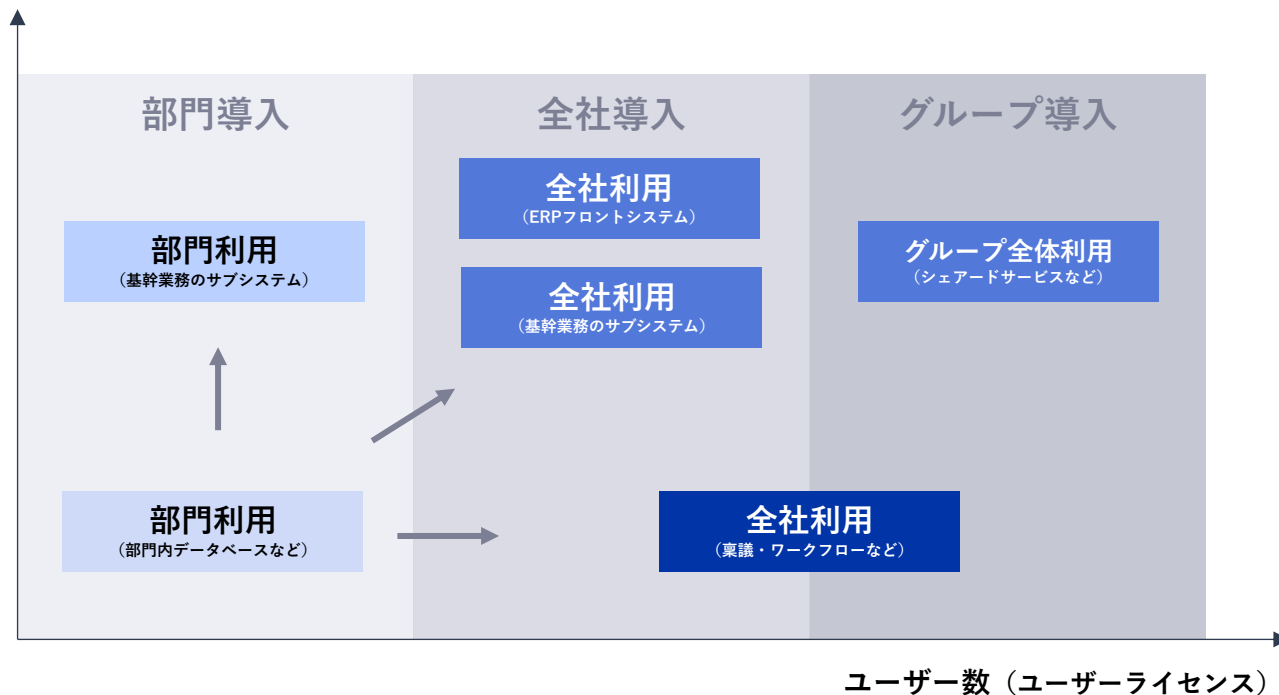 部門導入
全社導入
グループ導入
全社利用
（ERPフロントシステム）
部門利用
（基幹業務のサブシステム）
グループ全体利用
（シェアードサービスなど）
全社利用
（基幹業務のサブシステム）
部門利用
（部門内データベースなど）
全社利用
（稟議・ワークフローなど）
ユーザー数（ユーザーライセンス）